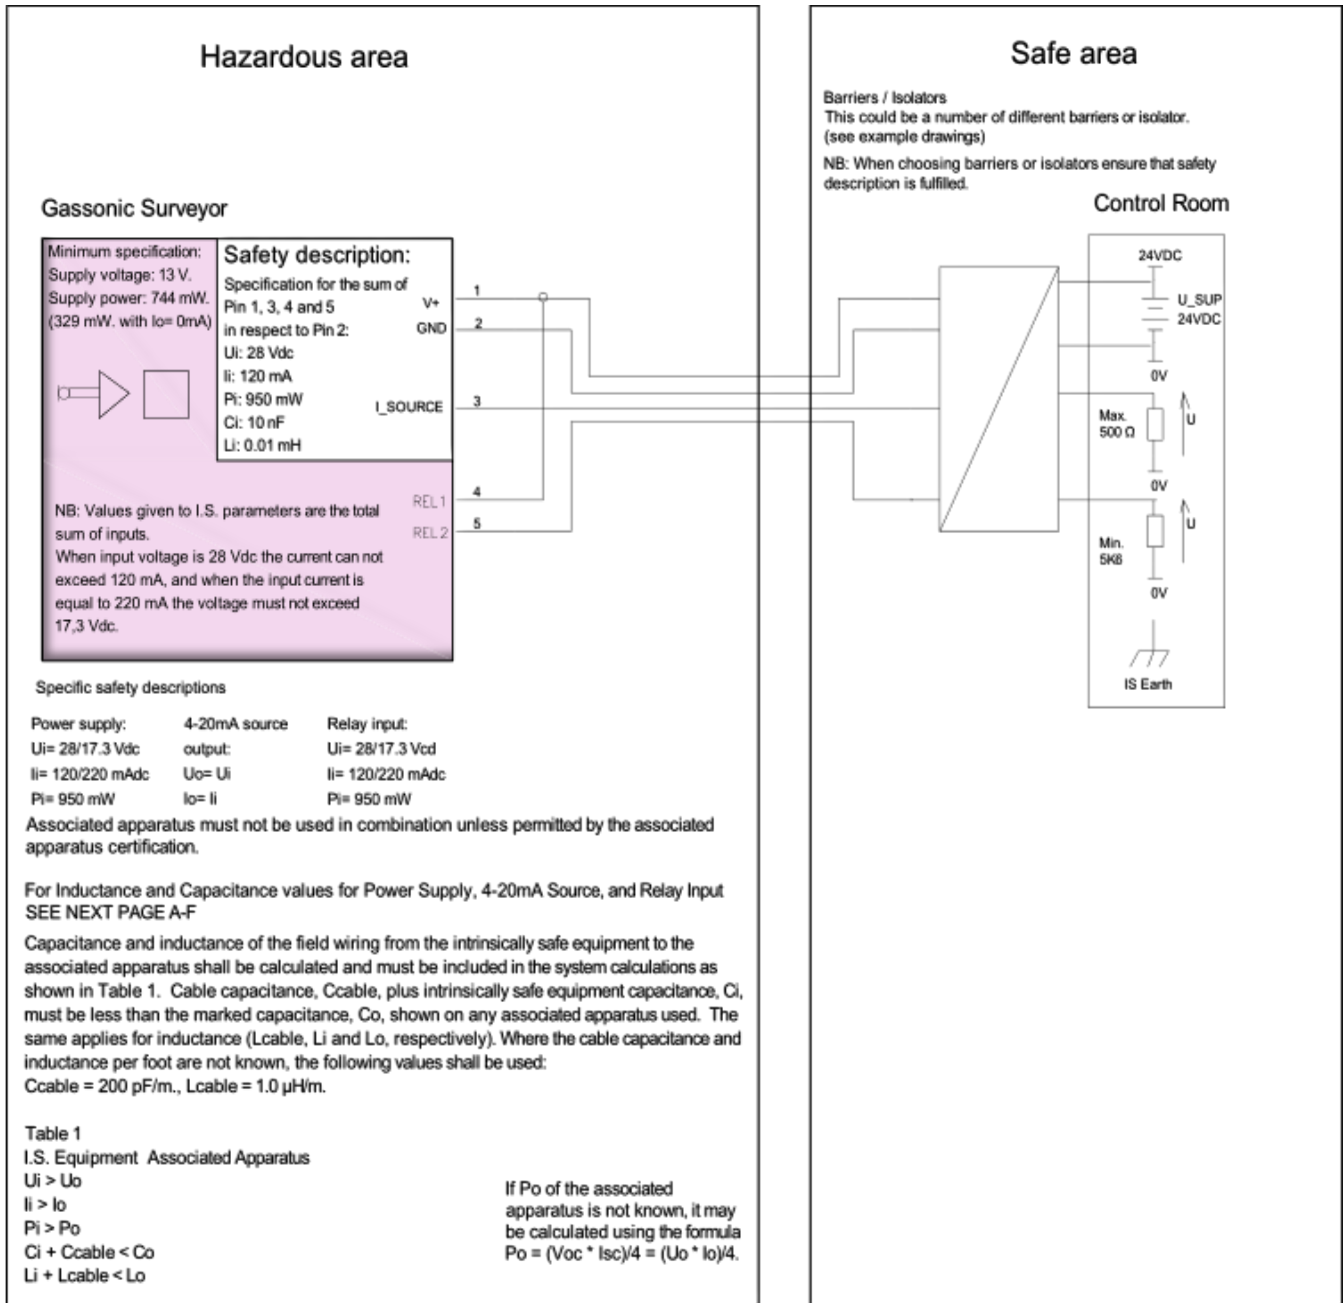 Hazardous area
Gassonic Surveyor
Minimum specification:
Supply voltage: 13 V.
Supply power: 744 mW.
(329 mW. with Io= 0mA)
Safety description:
Specification for the sum of
Pin 1, 3, 4 and 5
in respect to Pin 2:
Ui: 28 Vdc
Ii: 120 mA
Pi: 950 mW
Ci: 10 nF
Li: 0.01 mH
V+
GND
I_SOURCE
REL 1
REL 2
1
2
3
4
5
NB: Values given to I.S. parameters are the total
sum of inputs.
When input voltage is 28 Vdc the current can not
exceed 120 mA, and when the input current is
equal to 220 mA the voltage must not exceed
17,3 Vdc.
Specific safety descriptions
Power supply:
Ui= 28/17.3 Vdc
Ii= 120/220 mAdc
Pi= 950 mW
4-20mA source
output:
Uo= Ui
Io= Ii
Relay input:
Ui= 28/17.3 Vcd
Ii= 120/220 mAdc
Pi= 950 mW
Associated apparatus must not be used in combination unless permitted by the associated
apparatus certification.
For Inductance and Capacitance values for Power Supply, 4-20mA Source, and Relay Input
SEE NEXT PAGE A-F
Capacitance and inductance of the field wiring from the intrinsically safe equipment to the
associated apparatus shall be calculated and must be included in the system calculations as
shown in Table 1. Cable capacitance, Ccable, plus intrinsically safe equipment capacitance, Ci,
must be less than the marked capacitance, Co, shown on any associated apparatus used. The
same applies for inductance (Lcable, Li and Lo, respectively). Where the cable capacitance and
inductance per foot are not known, the following values shall be used:
Ccable = 200 pF/m., Lcable = 1.0 µH/m.
Table 1
I.S. Equipment Associated Apparatus
Ui > Uo
Ii > Io
Pi > Po
Ci + Ccable < Co
Li + Lcable < Lo
If Po of the associated
apparatus is not known, it may
be calculated using the formula
Po = (Voc * Isc)/4 = (Uo * Io)/4.
Safe area
Barriers / Isolators
This could be a number of different barriers or isolator.
(see example drawings)
NB: When choosing barriers or isolators ensure that safety
description is fulfilled.
Control Room
24VDC
U_SUP
24VDC
0V
Max.
500 Ω
U
0V
Min.
5K6
U
0V
IS Earth